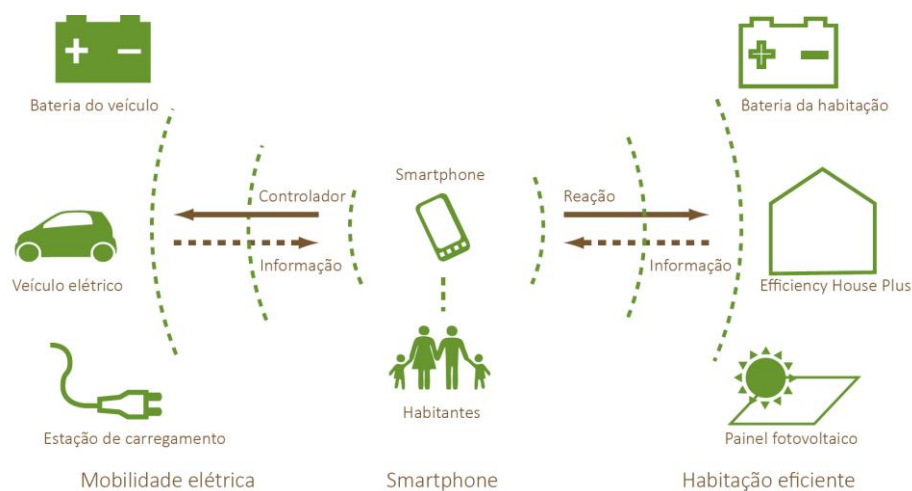 Bateria do veículo
Bateria da habitação
Smartphone
Controlador
Reação
Informação
Informação
Veículo elétrico
Efficiency House Plus
Habitantes
Estação de carregamento
Painel fotovoltaico
Mobilidade elétrica
Smartphone
Habitação eficiente